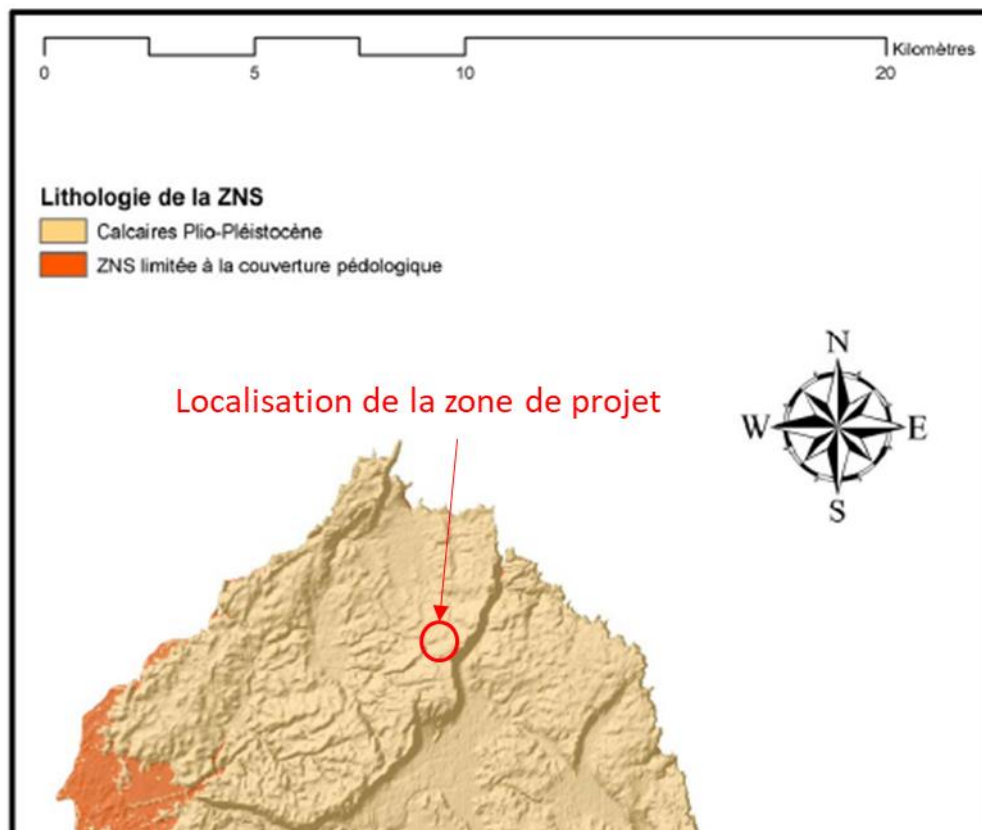 Kilomètres
0 5 10 20
Lithologie de la ZNS
Calcaires Plio-Pléistocène
ZNS limitée à la couverture pédologique
N
Localisation de la zone de projet
W E
S